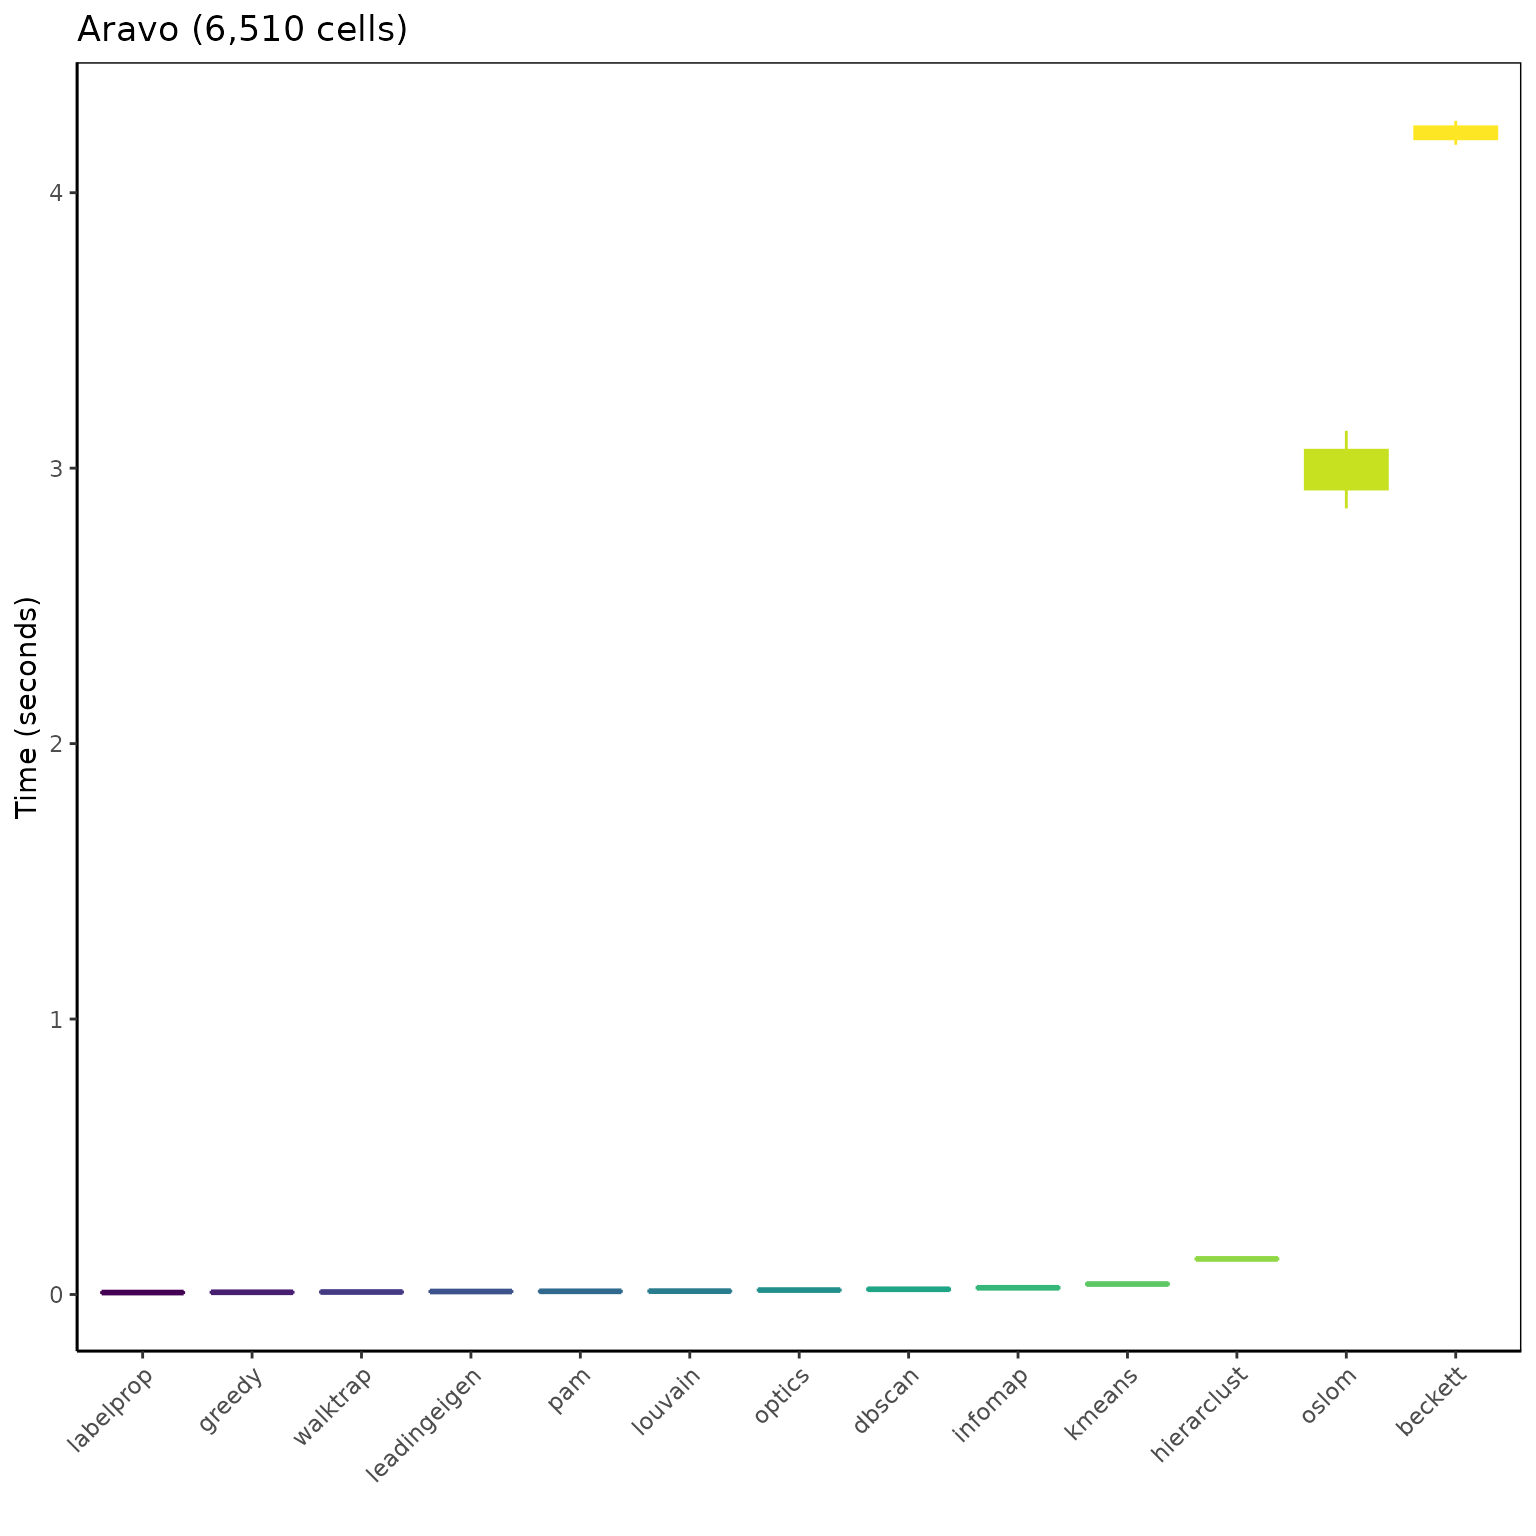 Aravo (6,510 cells)
Time (seconds)
4
3
2
1
0
labelprop
greedy
walktrap
leadingeigen
pam
louvain
optics
dbscan
infomap
kmeans
hierarclust
oslom
beckett